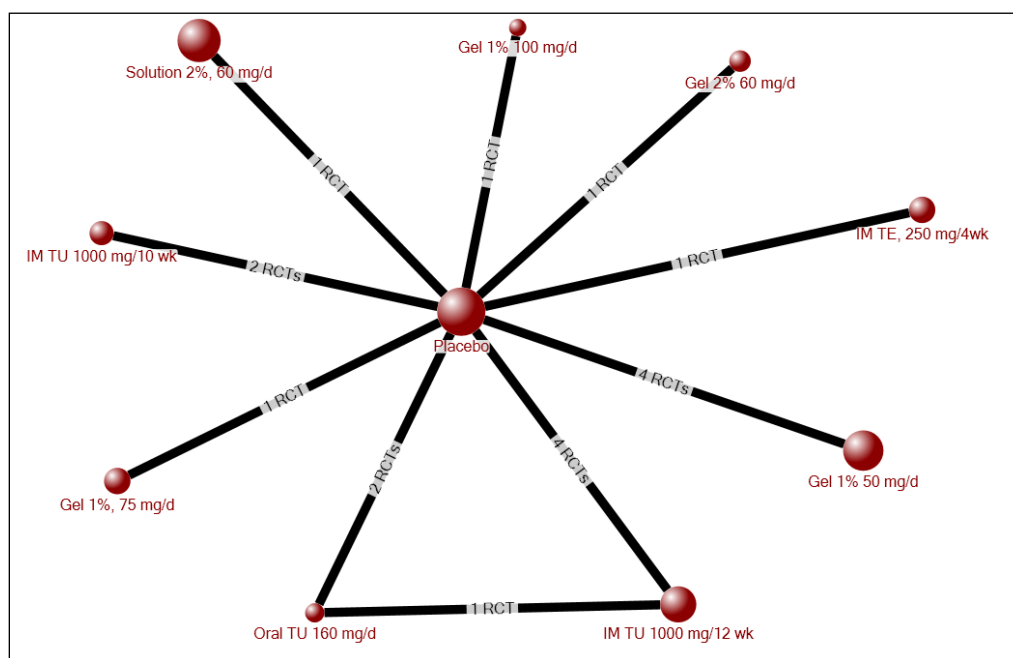 Gel 1% 100 mg/d
Solution 2%, 60 mg/d
Gel 2% 60 mg/d
1 RCT
1 RCT
1 RCT
IM TE, 250 mg/4wk
IM TU 1000 mg/10 wk
2 RCTs
1 RCT
Placebo
4 RCTs
1 RCT
2 RCTs
4 RCTs
Gel 1% 50 mg/d
Gel 1%, 75 mg/d
1 RCT
Oral TU 160 mg/d
IM TU 1000 mg/12 wk